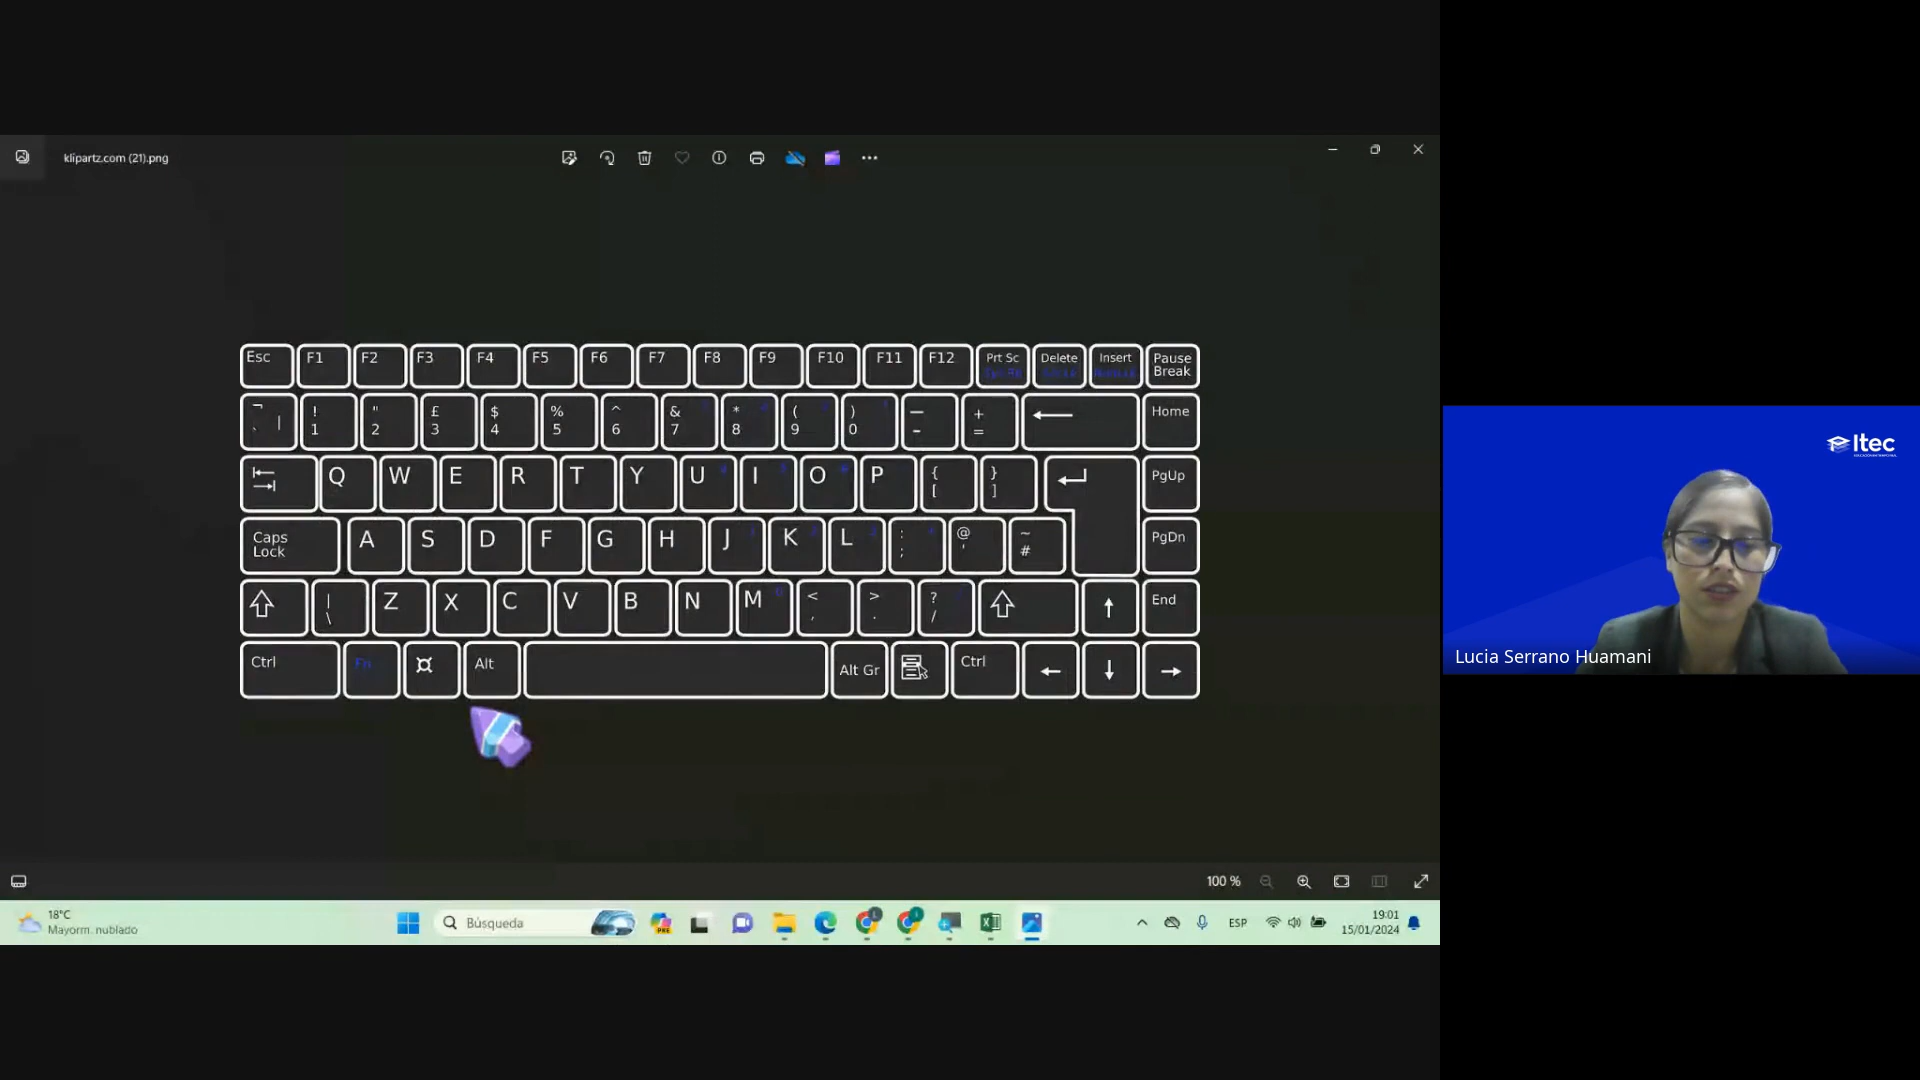 klipartz.com (21).png
Esc F1 F2 F3 F4 F5 F6 F7 F8 F9 F10 F11 F12 Prt Sc Delete Insert Pause
Break
¬ ! " £ $ % ^ & * ( ) — +
` | 1 2 3 4 5 6 7 8 9 0 - =
Home
Q W E R T Y U I O P { }
[ ]
PgUp
Caps
Lock
A S D F G H J K L : @ ~
; ' #
PgDn
| Z X C V B N M < > ?
\ , . /
End
Ctrl Fn Alt Alt Gr Ctrl
Itec
Lucia Serrano Huamani
100 %
18°C
Mayorm. nublado
Búsqueda
PRE
ESP
19:01
15/01/2024